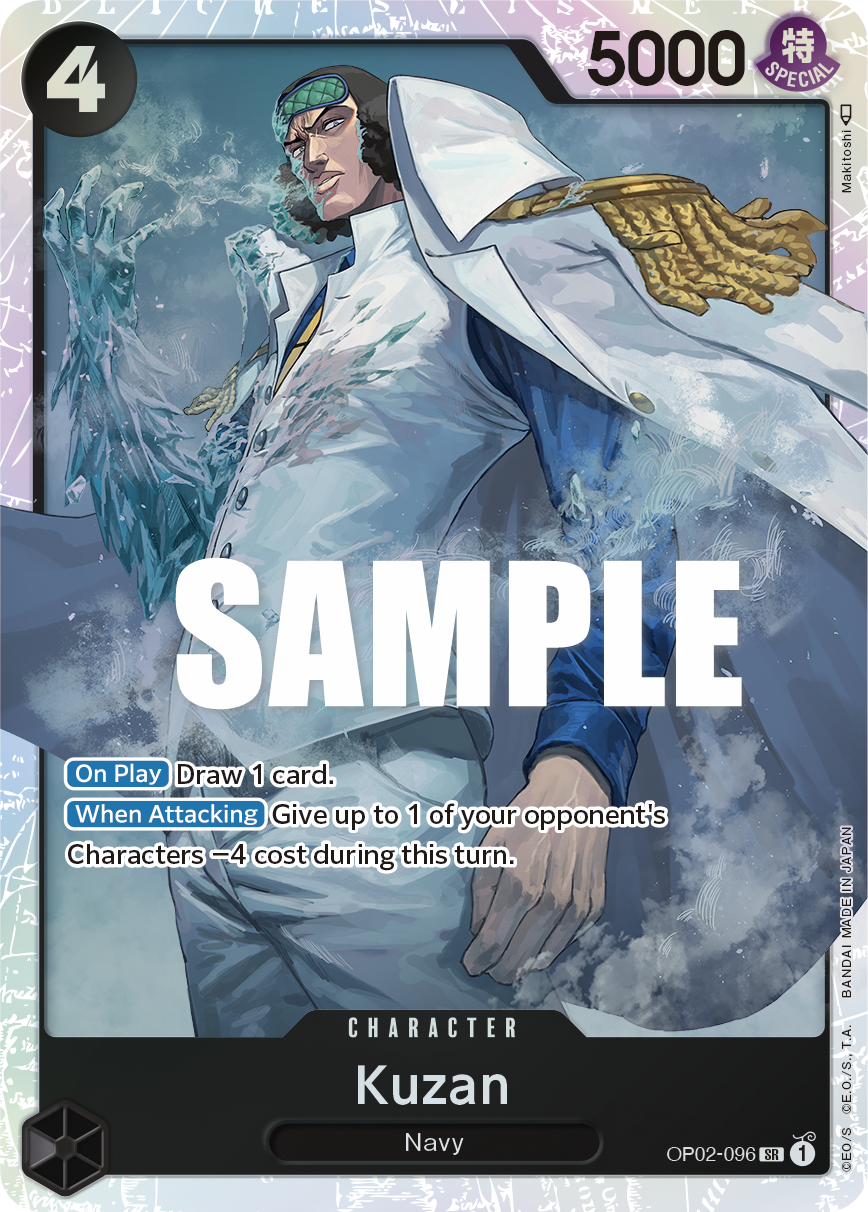 4
5000
特
SPECIAL
Makitoshi
SAMPLE
On Play Draw 1 card.
When Attacking Give up to 1 of your opponent's
Characters −4 cost during this turn.
CHARACTER
Kuzan
Navy
OP02-096 SR 1
©EO/S ©E.O./S., T.A. BANDAI MADE IN JAPAN